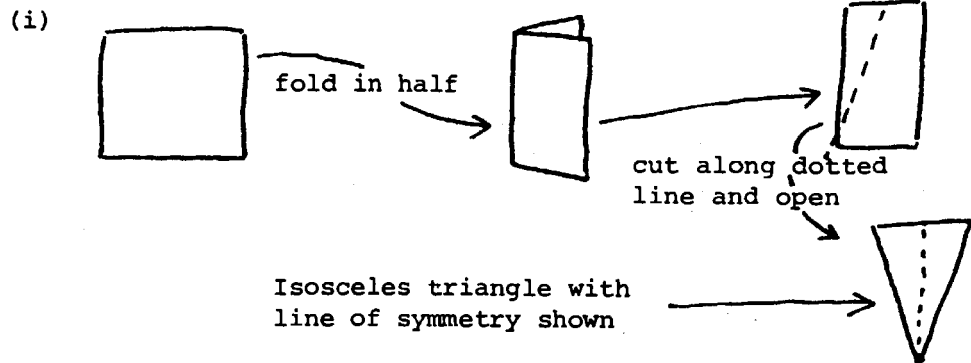 (i)
fold in half
cut along dotted
line and open
Isosceles triangle with
line of symmetry shown